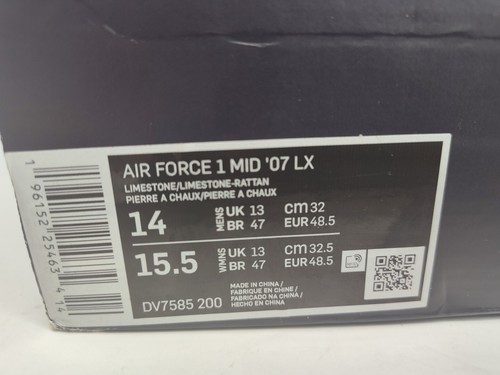 AIR FORCE 1 MID '07 LX
LIMESTONE/LIMESTONE-RATTAN
PIERRE A CHAUX/PIERRE A CHAUX
14 MENS UK 13 CM 32
BR 47 EUR 48.5
15.5 WMNS UK 13 CM 32.5
BR 47 EUR 48.5
DV7585 200
MADE IN CHINA /
FABRIQUE EN CHINE /
FABRICADO NA CHINA /
HECHO EN CHINA
1 96152 25463 4 14